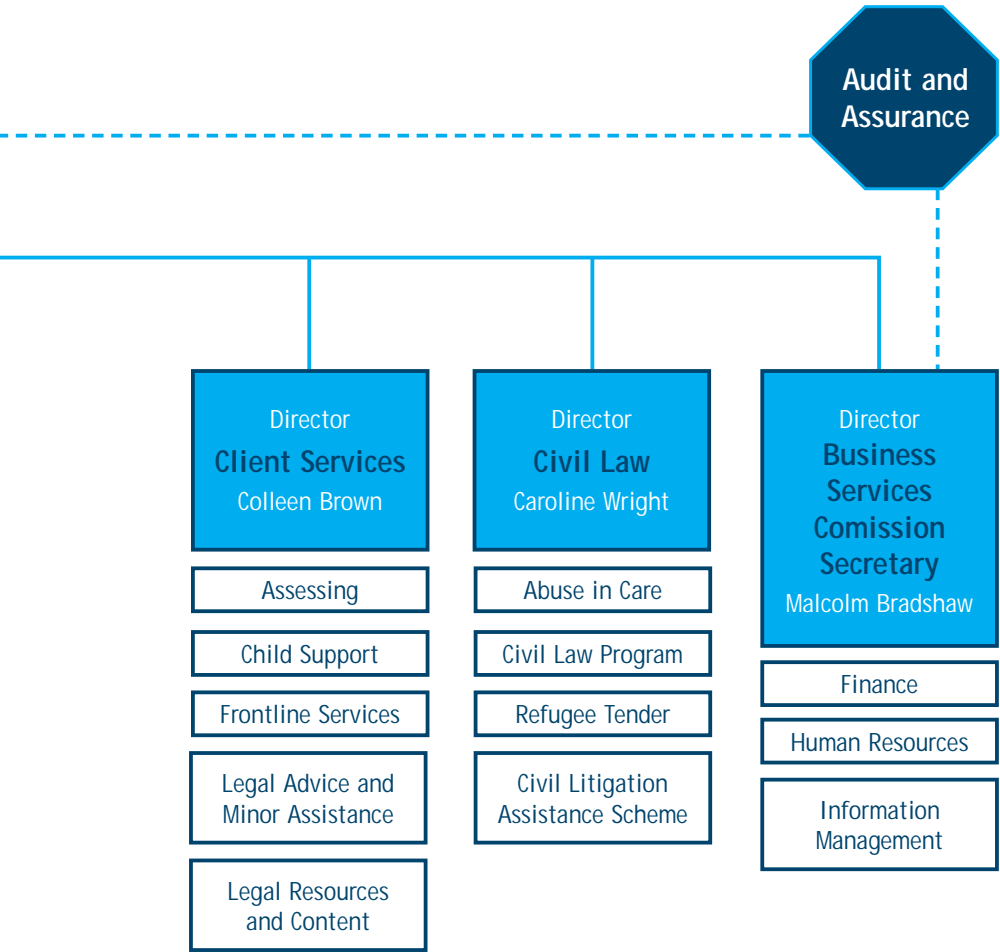 Audit and
Assurance
Director
Client Services
Colleen Brown
Assessing
Child Support
Frontline Services
Legal Advice and
Minor Assistance
Legal Resources
and Content
Director
Civil Law
Caroline Wright
Abuse in Care
Civil Law Program
Refugee Tender
Civil Litigation
Assistance Scheme
Director
Business
Services
Comission
Secretary
Malcolm Bradshaw
Finance
Human Resources
Information
Management